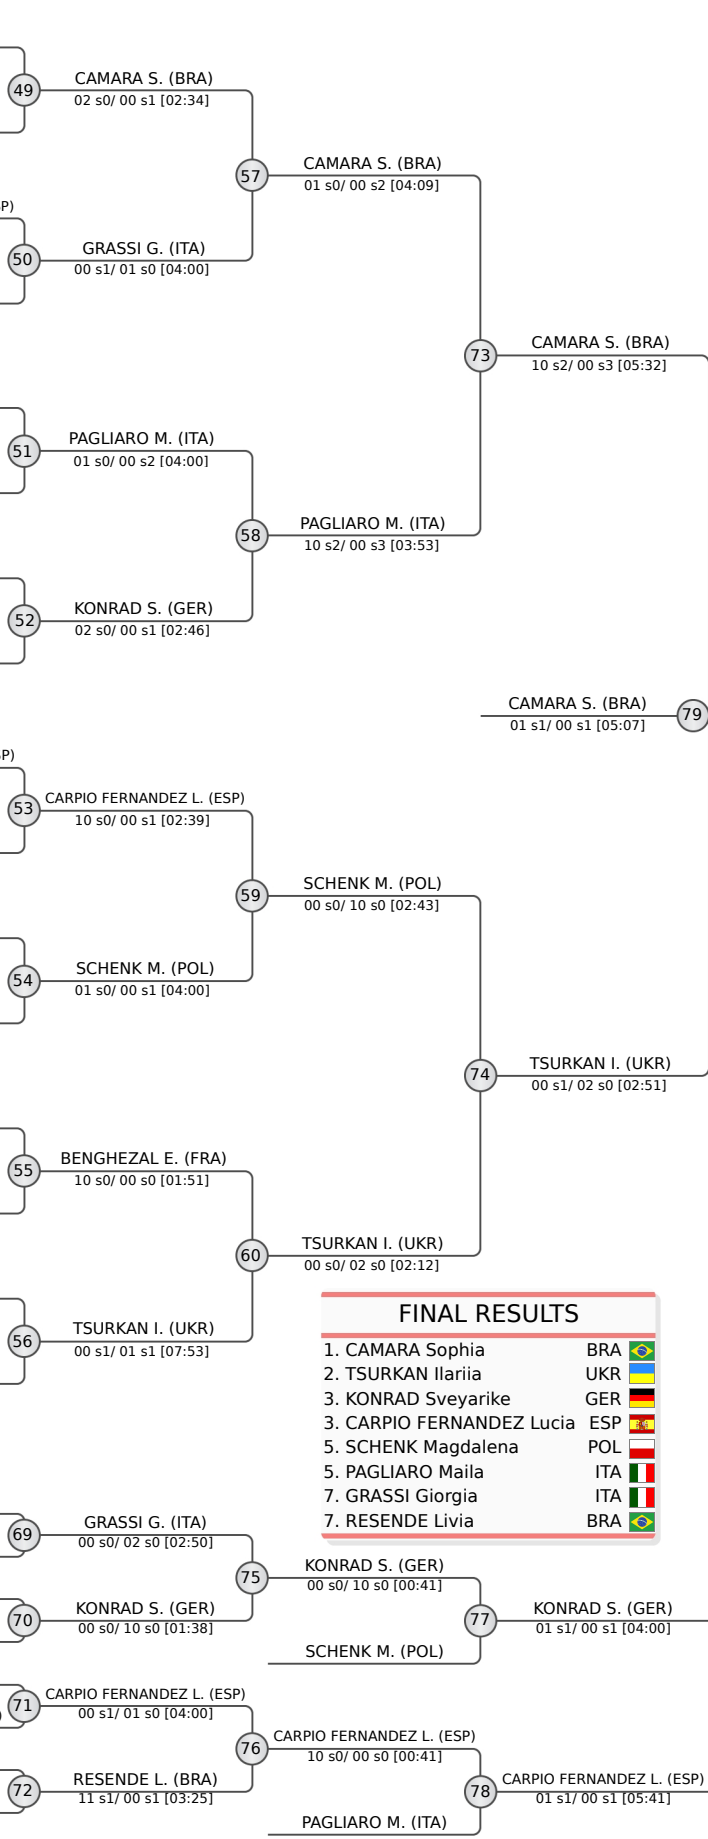 CAMARA S. (BRA)
49
02 s0/ 00 s1 [02:34]
CAMARA S. (BRA)
57
01 s0/ 00 s2 [04:09]
P)
GRASSI G. (ITA)
50
00 s1/ 01 s0 [04:00]
CAMARA S. (BRA)
73
10 s2/ 00 s3 [05:32]
PAGLIARO M. (ITA)
51
01 s0/ 00 s2 [04:00]
PAGLIARO M. (ITA)
58
10 s2/ 00 s3 [03:53]
KONRAD S. (GER)
52
02 s0/ 00 s1 [02:46]
CAMARA S. (BRA)
79
01 s1/ 00 s1 [05:07]
P)
CARPIO FERNANDEZ L. (ESP)
53
10 s0/ 00 s1 [02:39]
SCHENK M. (POL)
59
00 s0/ 10 s0 [02:43]
SCHENK M. (POL)
54
01 s0/ 00 s1 [04:00]
TSURKAN I. (UKR)
74
00 s1/ 02 s0 [02:51]
BENGHEZAL E. (FRA)
55
10 s0/ 00 s0 [01:51]
TSURKAN I. (UKR)
60
00 s0/ 02 s0 [02:12]
TSURKAN I. (UKR)
56
00 s1/ 01 s1 [07:53]
FINAL RESULTS
1. CAMARA Sophia BRA
2. TSURKAN Ilariia UKR
3. KONRAD Sveyarike GER
3. CARPIO FERNANDEZ Lucia ESP
5. SCHENK Magdalena POL
5. PAGLIARO Maila ITA
7. GRASSI Giorgia ITA
7. RESENDE Livia BRA
GRASSI G. (ITA)
69
00 s0/ 02 s0 [02:50]
KONRAD S. (GER)
75
00 s0/ 10 s0 [00:41]
KONRAD S. (GER)
70
00 s0/ 10 s0 [01:38]
KONRAD S. (GER)
77
01 s1/ 00 s1 [04:00]
SCHENK M. (POL)
CARPIO FERNANDEZ L. (ESP)
71
00 s1/ 01 s0 [04:00]
)
CARPIO FERNANDEZ L. (ESP)
76
10 s0/ 00 s0 [00:41]
RESENDE L. (BRA)
72
11 s1/ 00 s1 [03:25]
CARPIO FERNANDEZ L. (ESP)
78
01 s1/ 00 s1 [05:41]
PAGLIARO M. (ITA)